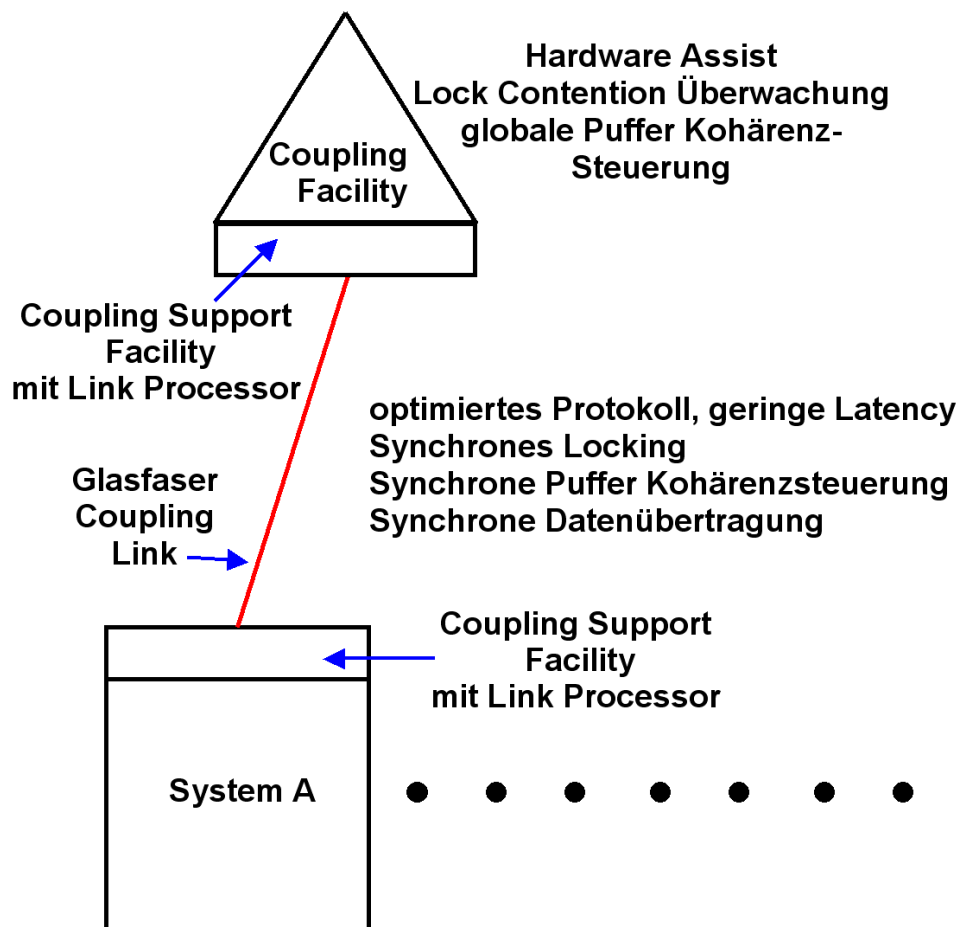 Hardware Assist
Lock Contention Überwachung
globale Puffer Kohärenz-
Steuerung
Coupling
Facility
Coupling Support
Facility
mit Link Processor
optimiertes Protokoll, geringe Latency
Synchrones Locking
Synchrone Puffer Kohärenzsteuerung
Synchrone Datenübertragung
Glasfaser
Coupling
Link
Coupling Support
Facility
mit Link Processor
System A